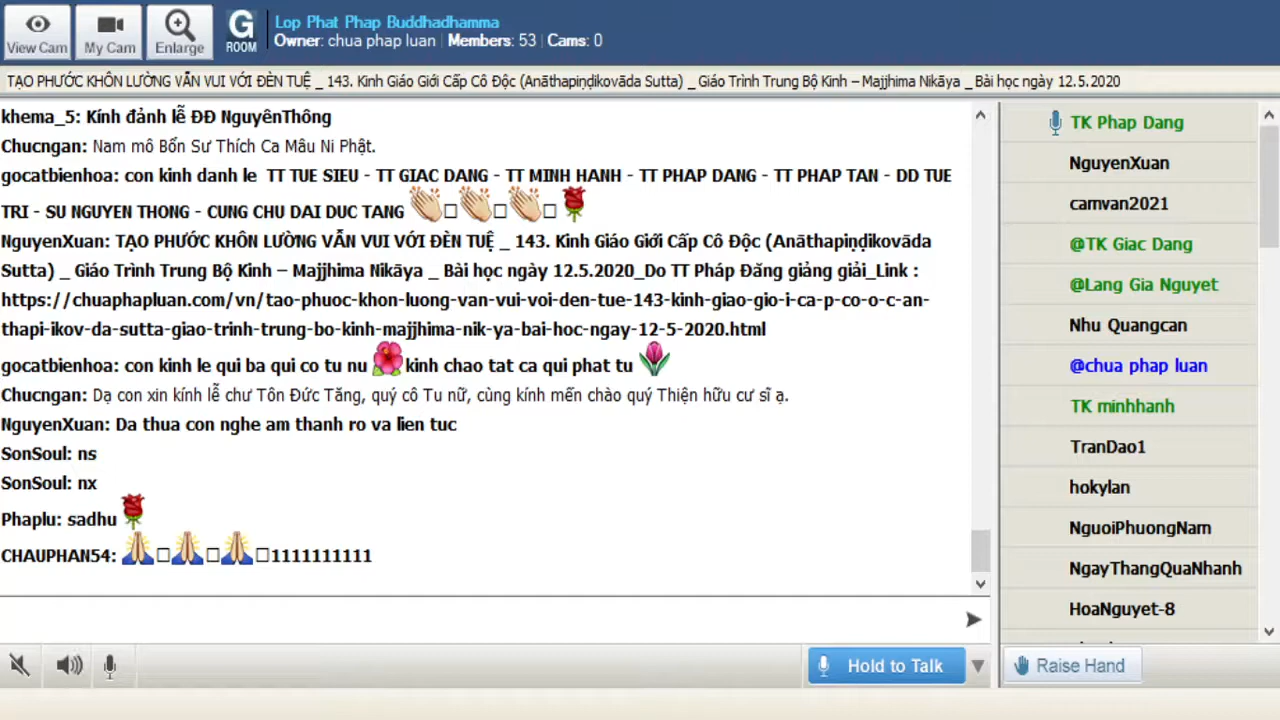 View Cam
My Cam
Enlarge
G
ROOM
Lop Phat Phap Buddhadhamma
Owner: chua phap luan | Members: 53 | Cams: 0
TẠO PHƯỚC KHÔN LƯỜNG VẪN VUI VỚI ĐÈN TUỆ _ 143. Kinh Giáo Giới Cấp Cô Độc (Anāthapiṇḍikovāda Sutta) _ Giáo Trình Trung Bộ Kinh – Majjhima Nikāya _ Bài học ngày 12.5.2020
khema_5: Kính đảnh lễ ĐĐ NguyênThông
Chucngan: Nam mô Bổn Sư Thích Ca Mâu Ni Phật.
gocatbienhoa: con kinh danh le TT TUE SIEU - TT GIAC DANG - TT MINH HANH - TT PHAP DANG - TT PHAP TAN - DD TUE
TRI - SU NGUYEN THONG - CUNG CHU DAI DUC TANG
NguyenXuan: TẠO PHƯỚC KHÔN LƯỜNG VẪN VUI VỚI ĐÈN TUỆ _ 143. Kinh Giáo Giới Cấp Cô Độc (Anāthapiṇḍikovāda
Sutta) _ Giáo Trình Trung Bộ Kinh – Majjhima Nikāya _ Bài học ngày 12.5.2020_Do TT Pháp Đăng giảng giải_Link :
https://chuaphapluan.com/vn/tao-phuoc-khon-luong-van-vui-voi-den-tue-143-kinh-giao-gio-i-ca-p-co-o-c-an-
thapi-ikov-da-sutta-giao-trinh-trung-bo-kinh-majjhima-nik-ya-bai-hoc-ngay-12-5-2020.html
gocatbienhoa: con kinh le qui ba qui co tu nu kinh chao tat ca qui phat tu
Chucngan: Dạ con xin kính lễ chư Tôn Đức Tăng, quý cô Tu nữ, cùng kính mến chào quý Thiện hữu cư sĩ ạ.
NguyenXuan: Da thua con nghe am thanh ro va lien tuc
SonSoul: ns
SonSoul: nx
Phaplu: sadhu
CHAUPHAN54: 1111111111
TK Phap Dang
NguyenXuan
camvan2021
@TK Giac Dang
@Lang Gia Nguyet
Nhu Quangcan
@chua phap luan
TK minhhanh
TranDao1
hokylan
NguoiPhuongNam
NgayThangQuaNhanh
HoaNguyet-8
Hold to Talk
Raise Hand